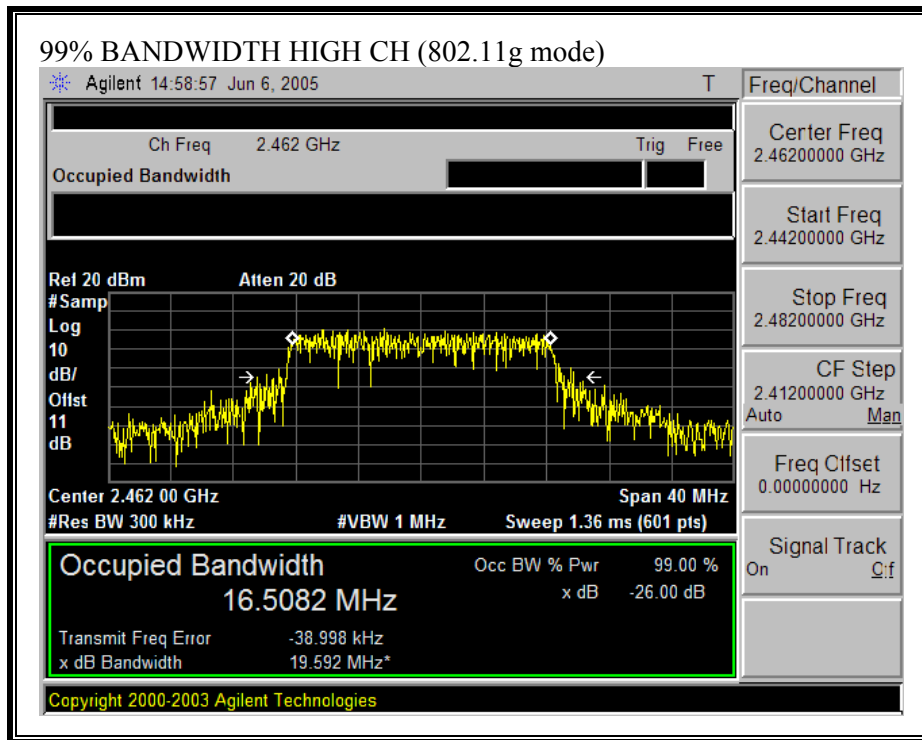 99% BANDWIDTH HIGH CH (802.11g mode)
Agilent 14:58:57 Jun 6, 2005 T
Freq/Channel
Ch Freq 2.462 GHz Trig Free
Occupied Bandwidth
Center Freq
2.46200000 GHz
Start Freq
2.44200000 GHz
Stop Freq
2.48200000 GHz
CF Step
2.41200000 GHz
Auto Man
Freq Offset
0.00000000 Hz
Signal Track
On Off
Ref 20 dBm Atten 20 dB
#Samp
Log
10
dB/
Offst
11
dB
Center 2.462 00 GHz Span 40 MHz
#Res BW 300 kHz #VBW 1 MHz Sweep 1.36 ms (601 pts)
Occupied Bandwidth
16.5082 MHz
Occ BW % Pwr 99.00 %
x dB -26.00 dB
Transmit Freq Error -38.998 kHz
x dB Bandwidth 19.592 MHz*
Copyright 2000-2003 Agilent Technologies